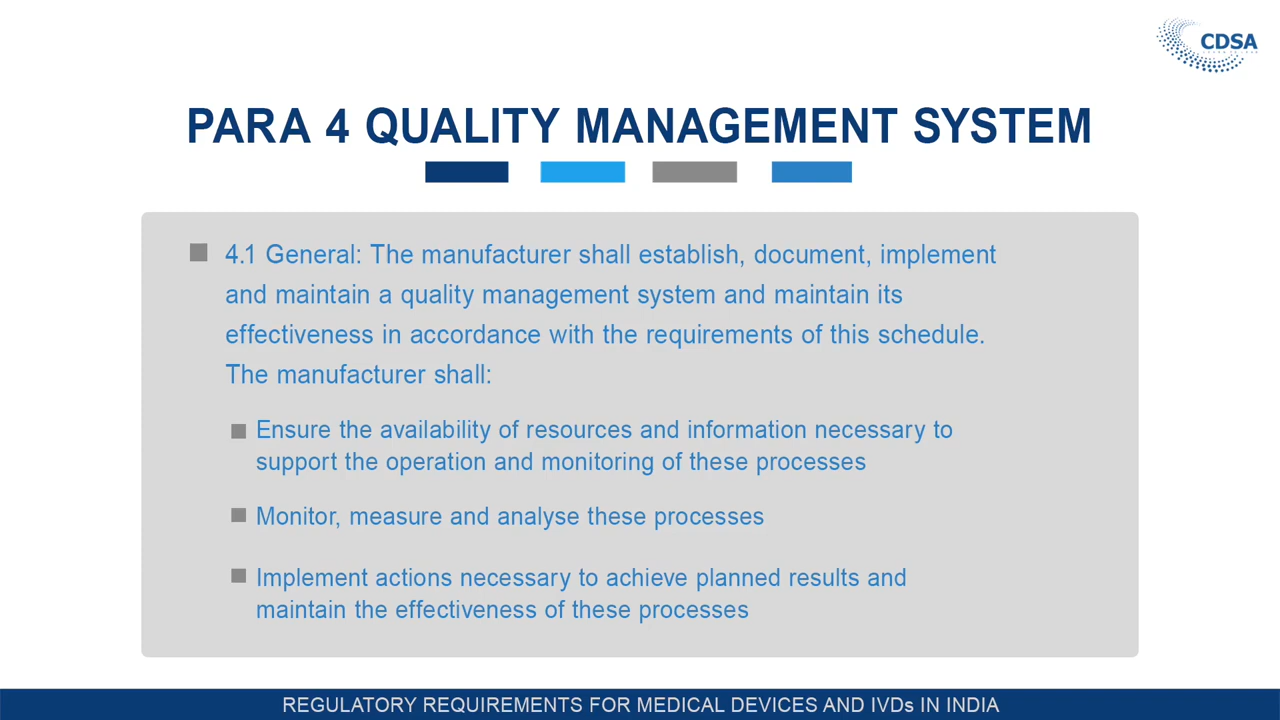 CDSA
PARA 4 QUALITY MANAGEMENT SYSTEM
4.1 General: The manufacturer shall establish, document, implement
and maintain a quality management system and maintain its
effectiveness in accordance with the requirements of this schedule.
The manufacturer shall:
Ensure the availability of resources and information necessary to
support the operation and monitoring of these processes
Monitor, measure and analyse these processes
Implement actions necessary to achieve planned results and
maintain the effectiveness of these processes
REGULATORY REQUIREMENTS FOR MEDICAL DEVICES AND IVDs IN INDIA